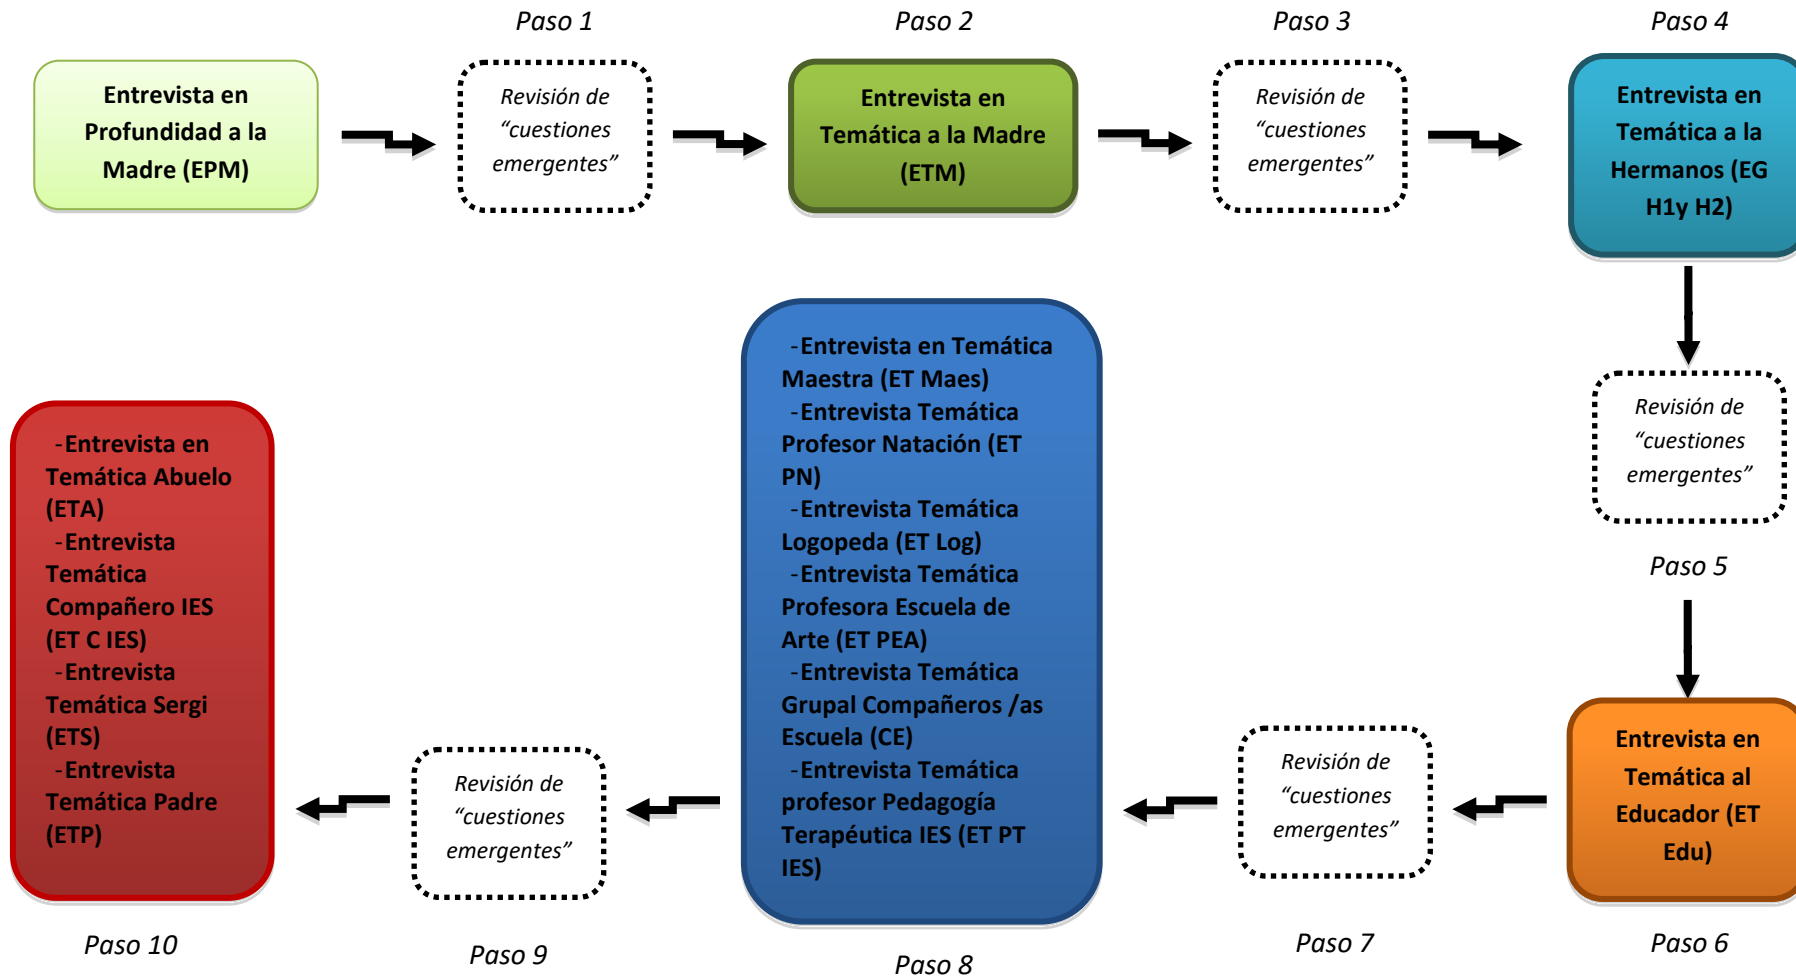 Paso 1
Paso 2
Paso 3
Paso 4
Entrevista en
Profundidad a la
Madre (EPM)
Revisión de
“cuestiones
emergentes”
Entrevista en
Temática a la Madre
(ETM)
Revisión de
“cuestiones
emergentes”
Entrevista en
Temática a la
Hermanos (EG
H1y H2)
Revisión de
“cuestiones
emergentes”
Paso 5
Entrevista en
Temática al
Educador (ET
Edu)
Paso 6
Revisión de
“cuestiones
emergentes”
Paso 7
-Entrevista en Temática
Maestra (ET Maes)
-Entrevista Temática
Profesor Natación (ET
PN)
-Entrevista Temática
Logopeda (ET Log)
-Entrevista Temática
Profesora Escuela de
Arte (ET PEA)
-Entrevista Temática
Grupal Compañeros /as
Escuela (CE)
-Entrevista Temática
profesor Pedagogía
Terapéutica IES (ET PT
IES)
Paso 8
Revisión de
“cuestiones
emergentes”
Paso 9
-Entrevista en
Temática Abuelo
(ETA)
-Entrevista
Temática
Compañero IES
(ET C IES)
-Entrevista
Temática Sergi
(ETS)
-Entrevista
Temática Padre
(ETP)
Paso 10